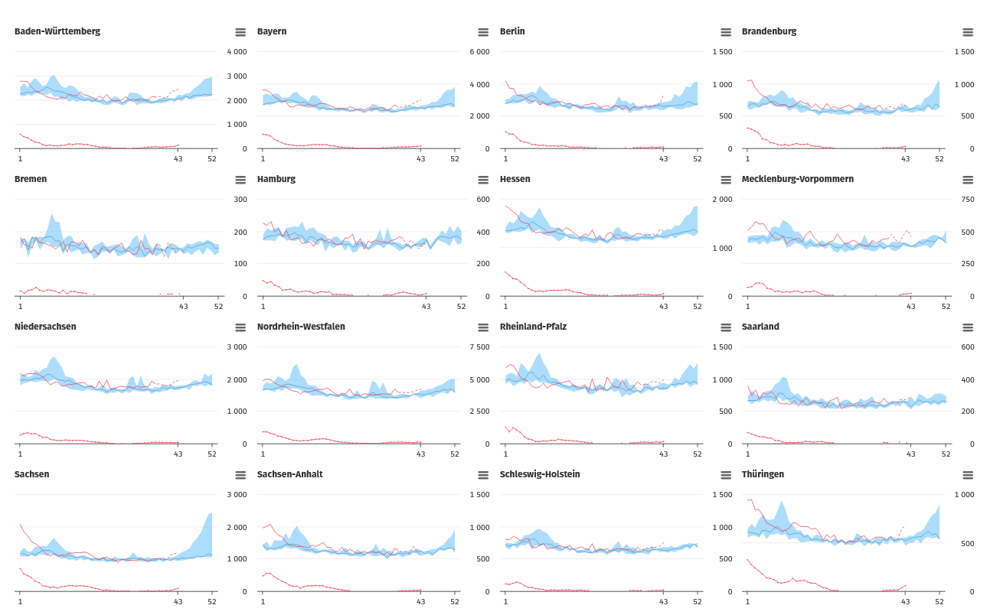 Baden-Württemberg
4 000
3 000
2 000
1 000
0
1 43 52
Bayern
6 000
4 000
2 000
0
1 43 52
Berlin
1 500
1 000
500
0
1 43 52
Brandenburg
1 500
1 000
500
0
1 43 52
Bremen
300
200
100
0
1 43 52
Hamburg
600
400
200
0
1 43 52
Hessen
2 000
1 000
0
1 43 52
Mecklenburg-Vorpommern
750
500
250
0
1 43 52
Niedersachsen
3 000
2 000
1 000
0
1 43 52
Nordrhein-Westfalen
7 500
5 000
2 500
0
1 43 52
Rheinland-Pfalz
1 500
1 000
500
0
1 43 52
Saarland
600
400
200
0
1 43 52
Sachsen
3 000
2 000
1 000
0
1 43 52
Sachsen-Anhalt
1 500
1 000
500
0
1 43 52
Schleswig-Holstein
1 500
1 000
500
0
1 43 52
Thüringen
1 000
500
0
1 43 52